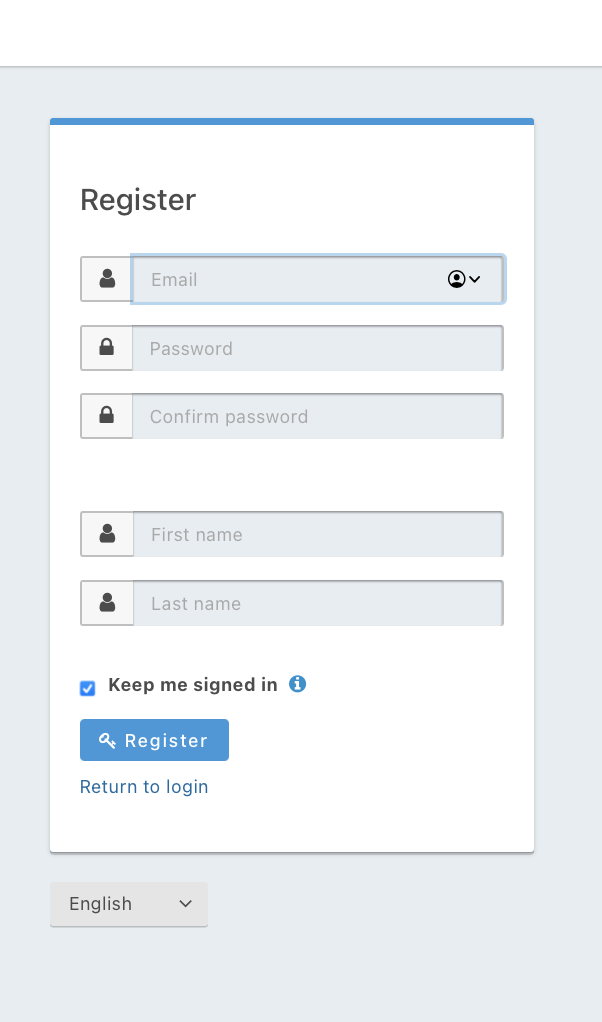 Register
Email
Password
Confirm password
First name
Last name
Keep me signed in
Register
Return to login
English